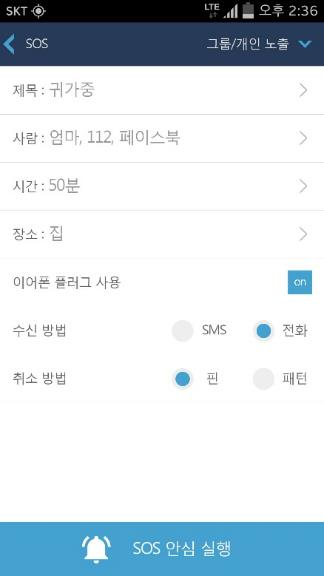 SKT LTE 오후 2:36
SOS 그룹/개인 노출
제목 : 귀가중
사람 : 엄마, 112, 페이스북
시간 : 50분
장소 : 집
이어폰 플러그 사용 on
수신 방법 SMS 전화
취소 방법 핀 패턴
SOS 안심 실행